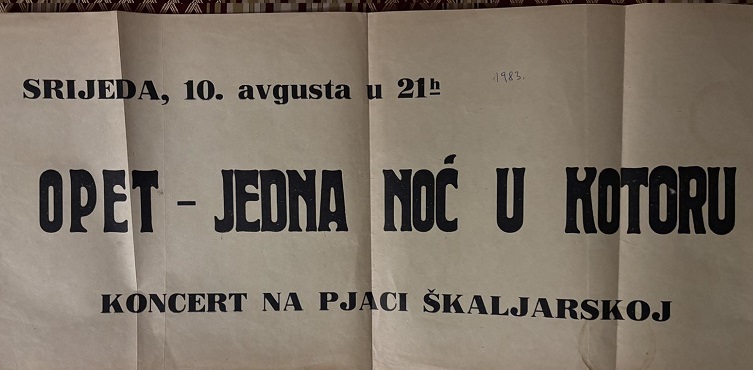 SRIJEDA, 10. avgusta u 21h 1983.
OPET - JEDNA NOĆ U KOTORU
KONCERT NA PJACI ŠKALJARSKOJ